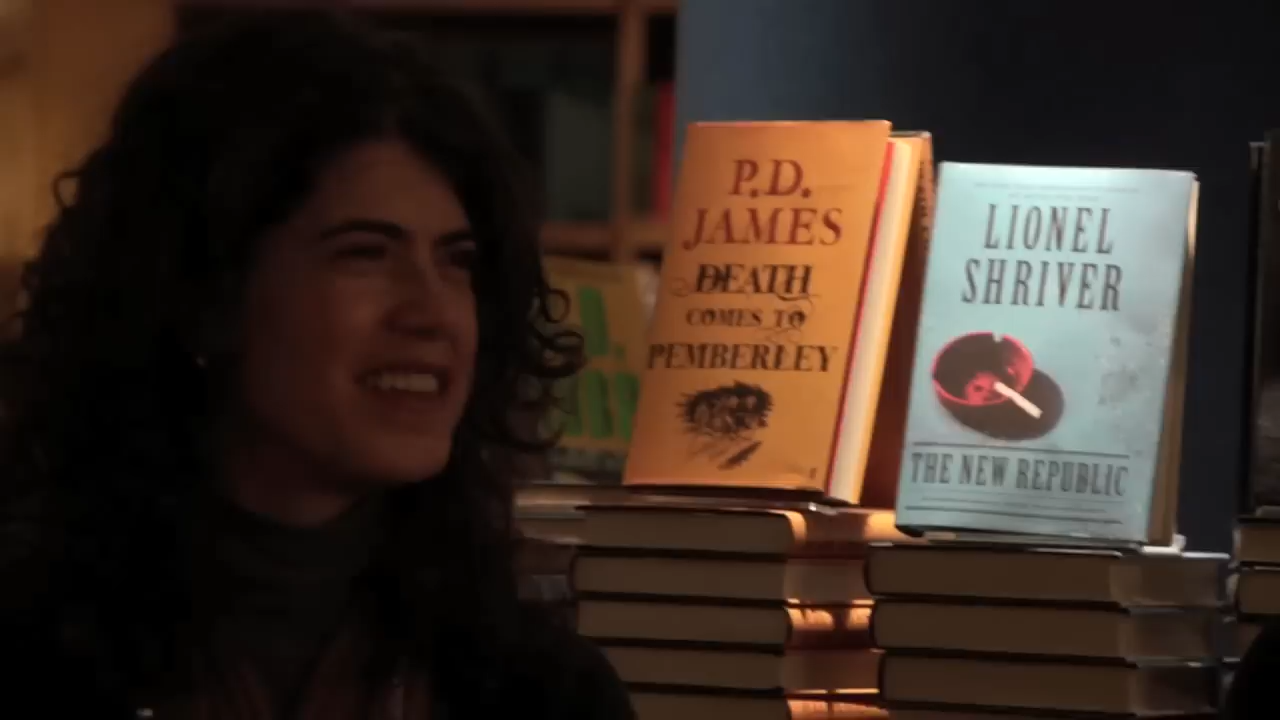 P.D.
JAMES
DEATH
COMES TO
PEMBERLEY
LIONEL
SHRIVER
THE NEW REPUBLIC